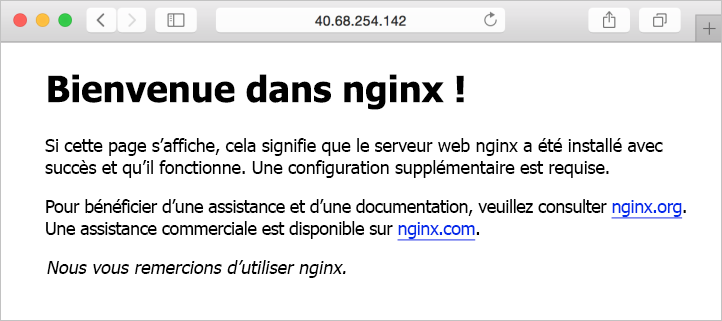 40.68.254.142
Bienvenue dans nginx !
Si cette page s’affiche, cela signifie que le serveur web nginx a été installé avec
succès et qu’il fonctionne. Une configuration supplémentaire est requise.
Pour bénéficier d’une assistance et d’une documentation, veuillez consulter nginx.org.
Une assistance commerciale est disponible sur nginx.com.
Nous vous remercions d’utiliser nginx.